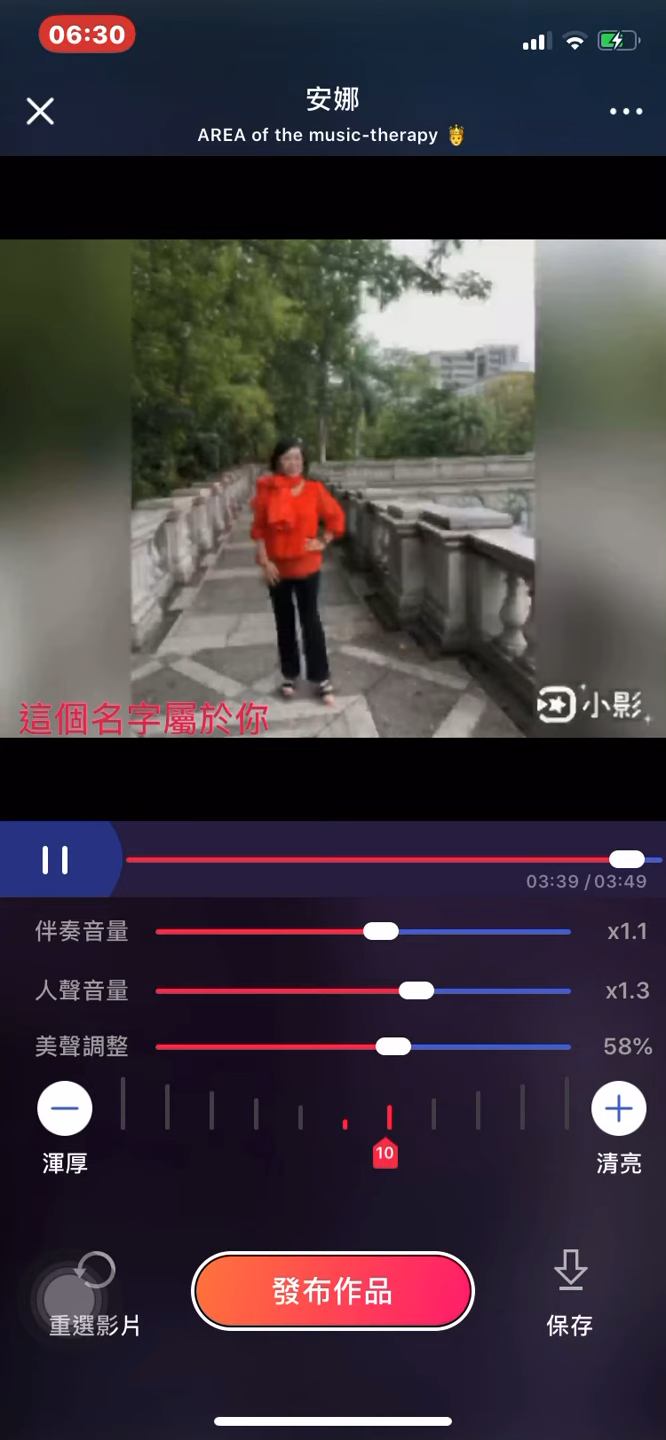 06:30
安娜
AREA of the music-therapy 🤴
這個名字屬於你
小影
03:39 / 03:49
伴奏音量 x1.1
人聲音量 x1.3
美聲調整 58%
10
渾厚 清亮
發布作品
重選影片 保存